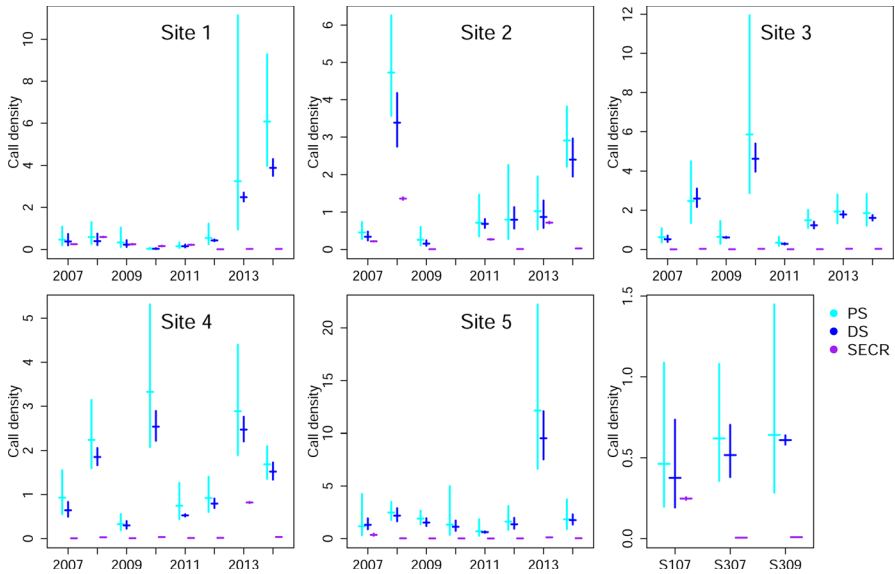 Site 1
Call density
0 2 4 6 8 10
2007 2009 2011 2013
Site 2
Call density
0 1 2 3 4 5 6
2007 2009 2011 2013
Site 3
Call density
0 2 4 6 8 10 12
2007 2009 2011 2013
Site 4
Call density
0 1 2 3 4 5
2007 2009 2011 2013
Site 5
Call density
0 5 10 15 20
2007 2009 2011 2013
Call density
0.0 0.5 1.0 1.5
S107 S307 S309
PS
DS
SECR